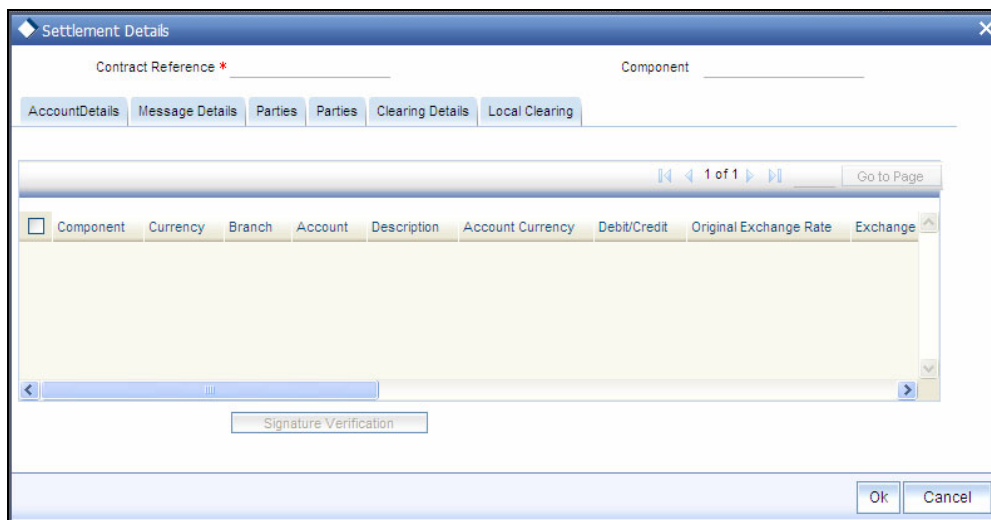 Settlement Details
Contract Reference *
Component
AccountDetails Message Details Parties Parties Clearing Details Local Clearing
1 of 1 Go to Page
Component Currency Branch Account Description Account Currency Debit/Credit Original Exchange Rate Exchange
Signature Verification
Ok Cancel